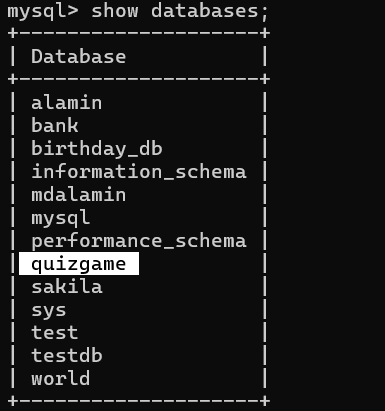 mysql> show databases;
+--------------------+
| Database           |
+--------------------+
| alamin             |
| bank               |
| birthday_db        |
| information_schema |
| mdalamin           |
| mysql              |
| performance_schema |
| quizgame           |
| sakila             |
| sys                |
| test               |
| testdb             |
| world              |
+--------------------+